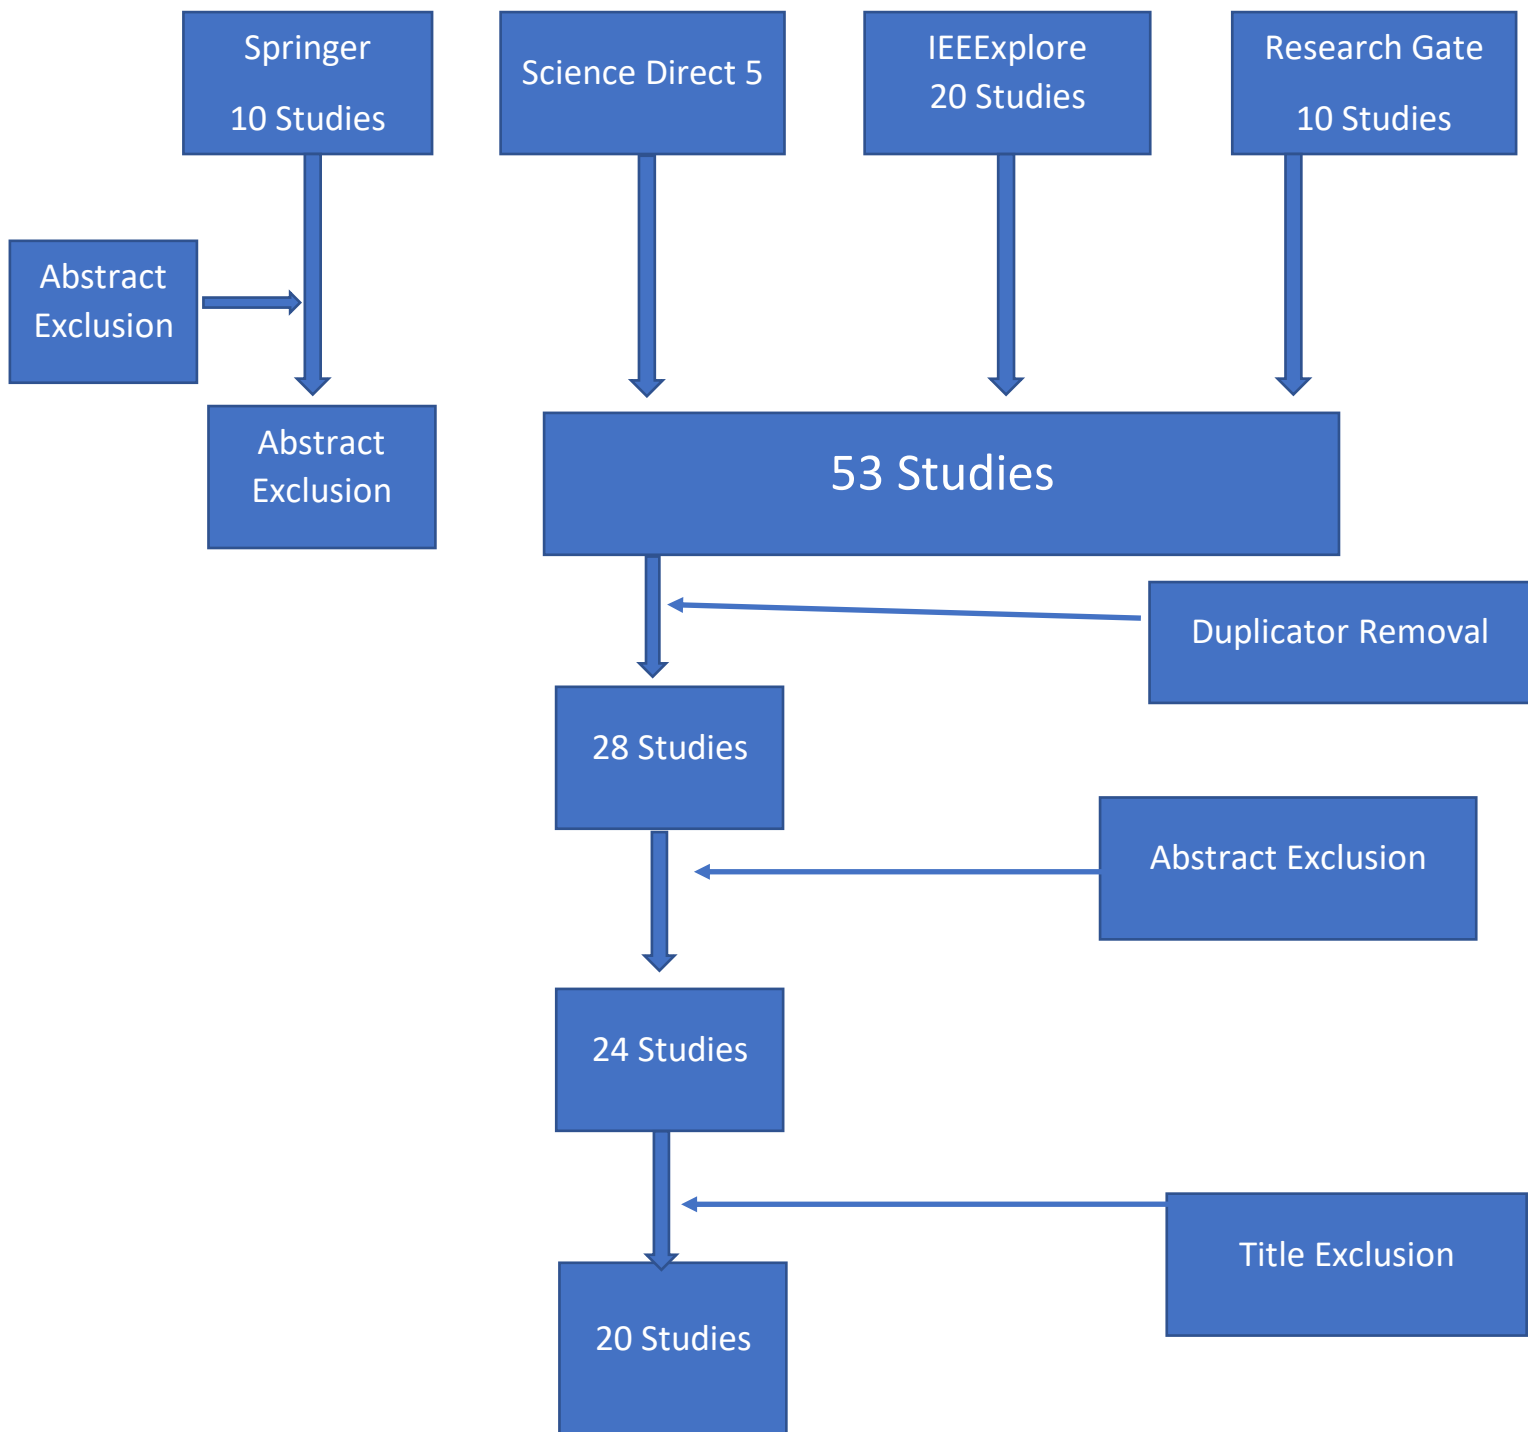 Springer
10 Studies
Science Direct 5
IEEExplore
20 Studies
Research Gate
10 Studies
Abstract
Exclusion
Abstract
Exclusion
53 Studies
Duplicator Removal
28 Studies
Abstract Exclusion
24 Studies
Title Exclusion
20 Studies